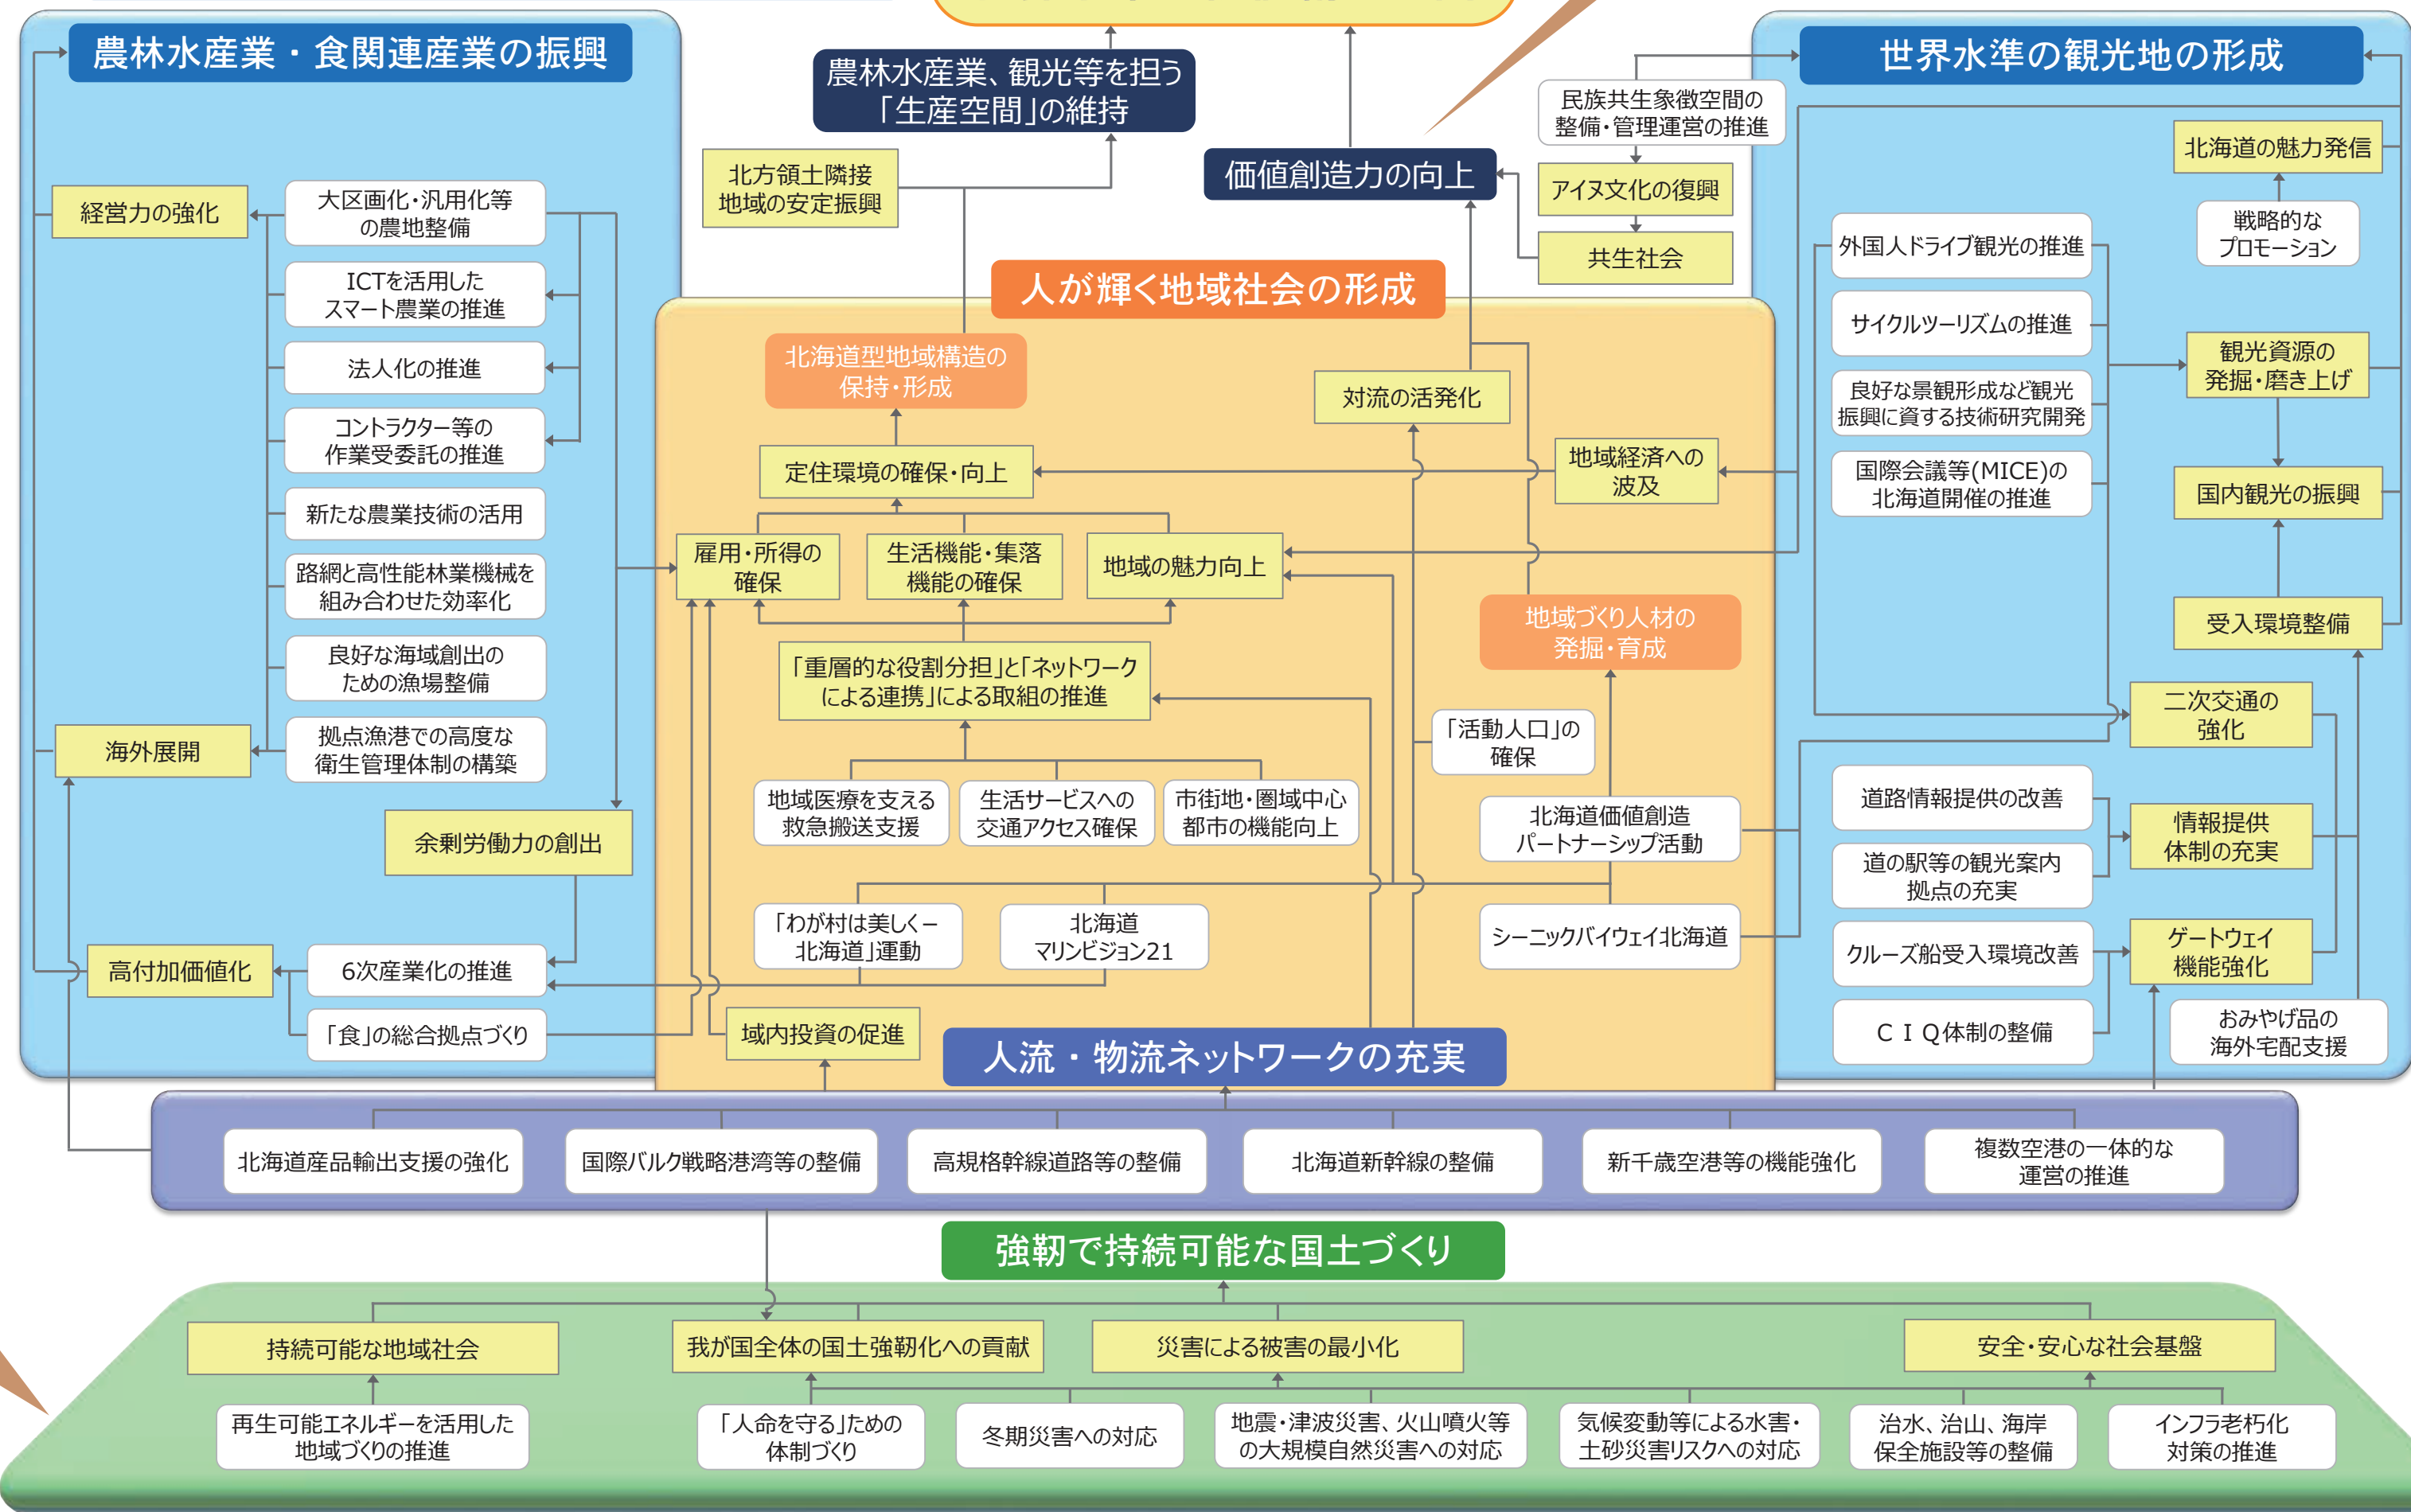 農林水産業・食関連産業の振興
経営力の強化
大区画化・汎用化等
の農地整備
ICTを活用した
スマート農業の推進
法人化の推進
コントラクター等の
作業受委託の推進
新たな農業技術の活用
路網と高性能林業機械を
組み合わせた効率化
良好な海域創出の
ための漁場整備
海外展開
拠点漁港での高度な
衛生管理体制の構築
余剰労働力の創出
高付加価値化
6次産業化の推進
「食」の総合拠点づくり
農林水産業、観光等を担う
「生産空間」の維持
北方領土隣接
地域の安定振興
価値創造力の向上
民族共生象徴空間の
整備・管理運営の推進
アイヌ文化の復興
共生社会
人が輝く地域社会の形成
北海道型地域構造の
保持・形成
対流の活発化
定住環境の確保・向上
地域経済への
波及
雇用・所得の
確保
生活機能・集落
機能の確保
地域の魅力向上
地域づくり人材の
発掘・育成
「重層的な役割分担」と「ネットワーク
による連携」による取組の推進
「活動人口」の
確保
地域医療を支える
救急搬送支援
生活サービスへの
交通アクセス確保
市街地・圏域中心
都市の機能向上
北海道価値創造
パートナーシップ活動
「わが村は美しく－
北海道」運動
北海道
マリンビジョン21
シーニックバイウェイ北海道
域内投資の促進
世界水準の観光地の形成
北海道の魅力発信
戦略的な
プロモーション
外国人ドライブ観光の推進
サイクルツーリズムの推進
良好な景観形成など観光
振興に資する技術研究開発
国際会議等(MICE)の
北海道開催の推進
観光資源の
発掘・磨き上げ
国内観光の振興
受入環境整備
二次交通の
強化
道路情報提供の改善
道の駅等の観光案内
拠点の充実
情報提供
体制の充実
クルーズ船受入環境改善
ゲートウェイ
機能強化
ＣＩＱ体制の整備
おみやげ品の
海外宅配支援
人流・物流ネットワークの充実
北海道産品輸出支援の強化
国際バルク戦略港湾等の整備
高規格幹線道路等の整備
北海道新幹線の整備
新千歳空港等の機能強化
複数空港の一体的な
運営の推進
強靭で持続可能な国土づくり
持続可能な地域社会
我が国全体の国土強靭化への貢献
災害による被害の最小化
安全・安心な社会基盤
再生可能エネルギーを活用した
地域づくりの推進
「人命を守る」ための
体制づくり
冬期災害への対応
地震・津波災害、火山噴火等
の大規模自然災害への対応
気候変動等による水害・
土砂災害リスクへの対応
治水、治山、海岸
保全施設等の整備
インフラ老朽化
対策の推進